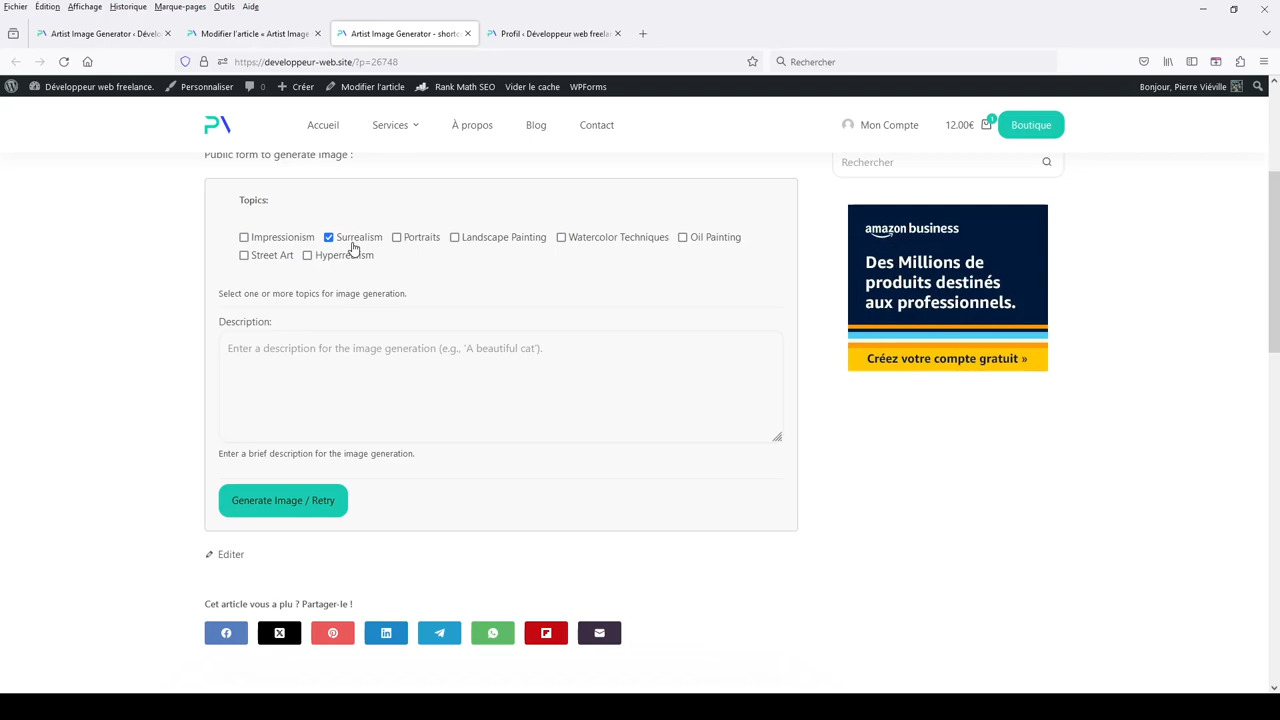 Fichier Édition Affichage Historique Marque-pages Outils Aide
Artist Image Generator ‹ Dévelo
Modifier l'article « Artist Image
Artist Image Generator - shortc
Profil ‹ Développeur web freelan
https://developpeur-web.site/?p=26748
Rechercher
Développeur web freelance. Personnaliser 0 Créer Modifier l'article Rank Math SEO Vider le cache WPForms
Bonjour, Pierre Viéville
Accueil Services À propos Blog Contact
Mon Compte 12.00€ 1 Boutique
Public form to generate image :
Rechercher
Topics:
Impressionism Surrealism Portraits Landscape Painting Watercolor Techniques Oil Painting
Street Art Hyperrealism
Select one or more topics for image generation.
Description:
Enter a description for the image generation (e.g., 'A beautiful cat').
Enter a brief description for the image generation.
Generate Image / Retry
amazon business
Des Millions de
produits destinés
aux professionnels.
Créez votre compte gratuit »
Editer
Cet article vous a plu ? Partager-le !